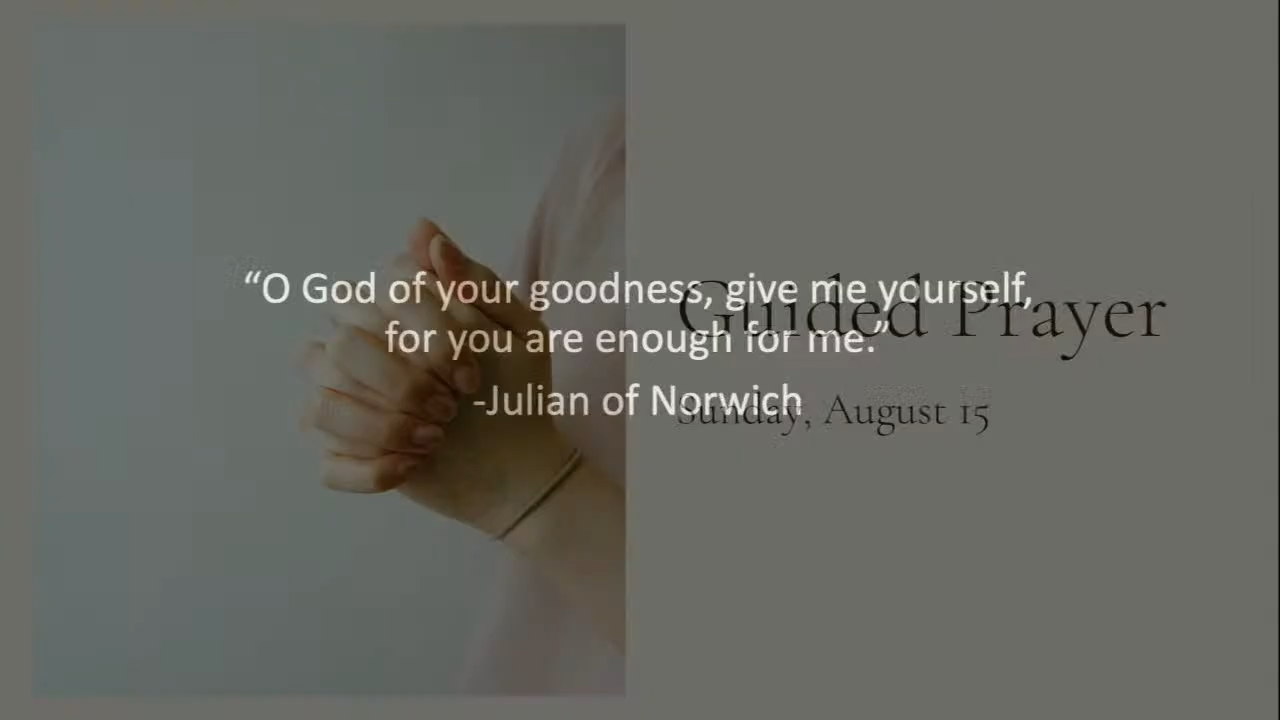 “O God of your goodness, give me yourself,
for you are enough for me.”
-Julian of Norwich
Guided Prayer
Sunday, August 15